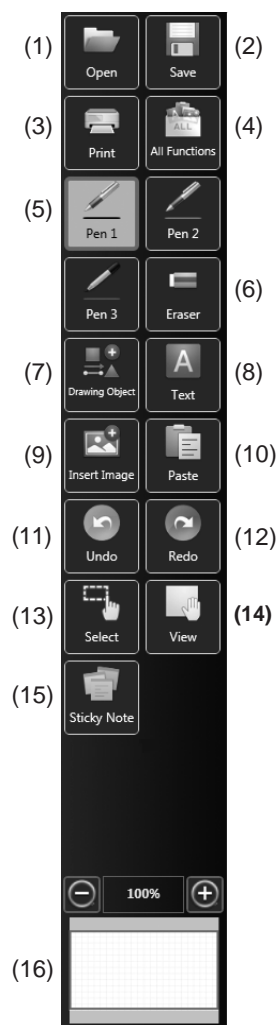 (1) Open Save (2)
(3) Print ALL All Functions (4)
(5) Pen 1 Pen 2
Pen 3 Eraser (6)
(7) Drawing Object A Text (8)
(9) Insert Image Paste (10)
(11) Undo Redo (12)
(13) Select View (14)
(15) Sticky Note
100%
(16)